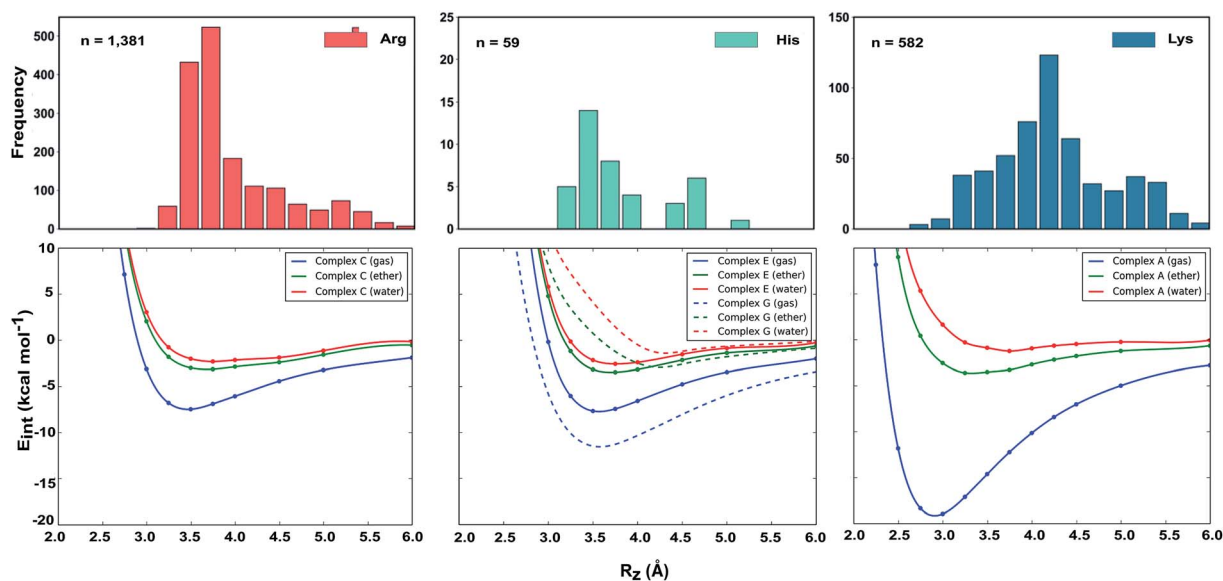 n = 1,381
Arg
500
400
300
200
100
0
Frequency
n = 59
His
25
20
15
10
5
0
n = 582
Lys
150
100
50
0
10
5
0
-5
-10
-15
-20
Eint (kcal mol⁻¹)
Complex C (gas)
Complex C (ether)
Complex C (water)
2.0 2.5 3.0 3.5 4.0 4.5 5.0 5.5 6.0
Complex E (gas)
Complex E (ether)
Complex E (water)
Complex G (gas)
Complex G (ether)
Complex G (water)
2.0 2.5 3.0 3.5 4.0 4.5 5.0 5.5 6.0
Complex A (gas)
Complex A (ether)
Complex A (water)
2.0 2.5 3.0 3.5 4.0 4.5 5.0 5.5 6.0
Rz (Å)